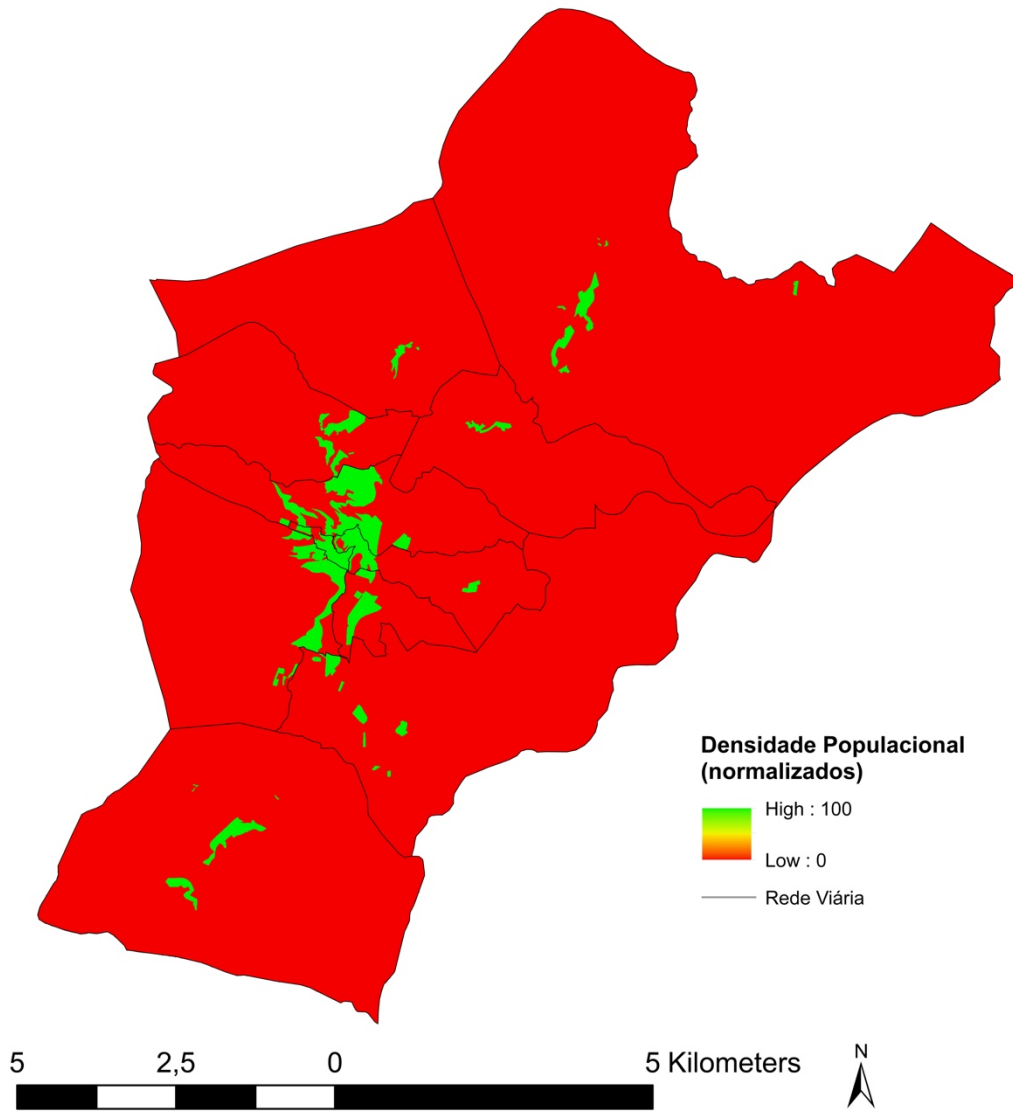 Densidade Populacional
(normalizados)
High : 100
Low : 0
Rede Viária
5 2,5 0 5 Kilometers
N